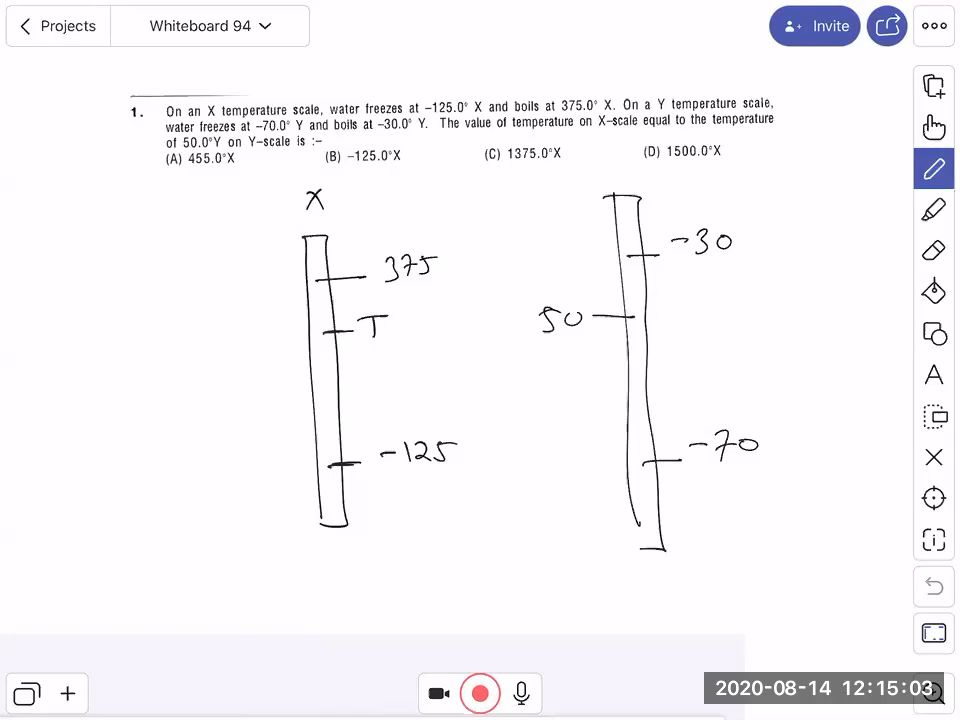 Projects
Whiteboard 94
Invite
1. On an X temperature scale, water freezes at –125.0° X and boils at 375.0° X. On a Y temperature scale,
water freezes at –70.0° Y and boils at –30.0° Y. The value of temperature on X-scale equal to the temperature
of 50.0°Y on Y-scale is :–
(A) 455.0°X (B) –125.0°X (C) 1375.0°X (D) 1500.0°X
X
-30
375
50
T
-70
-125
2020-08-14 12:15:03